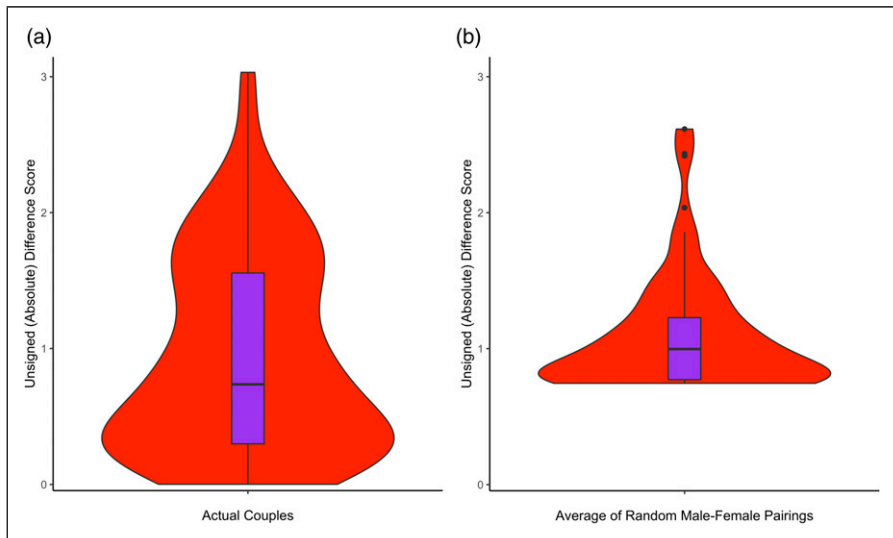 (a)
Unsigned (Absolute) Difference Score
3
2
1
0
Actual Couples
(b)
Unsigned (Absolute) Difference Score
3
2
1
0
Average of Random Male-Female Pairings